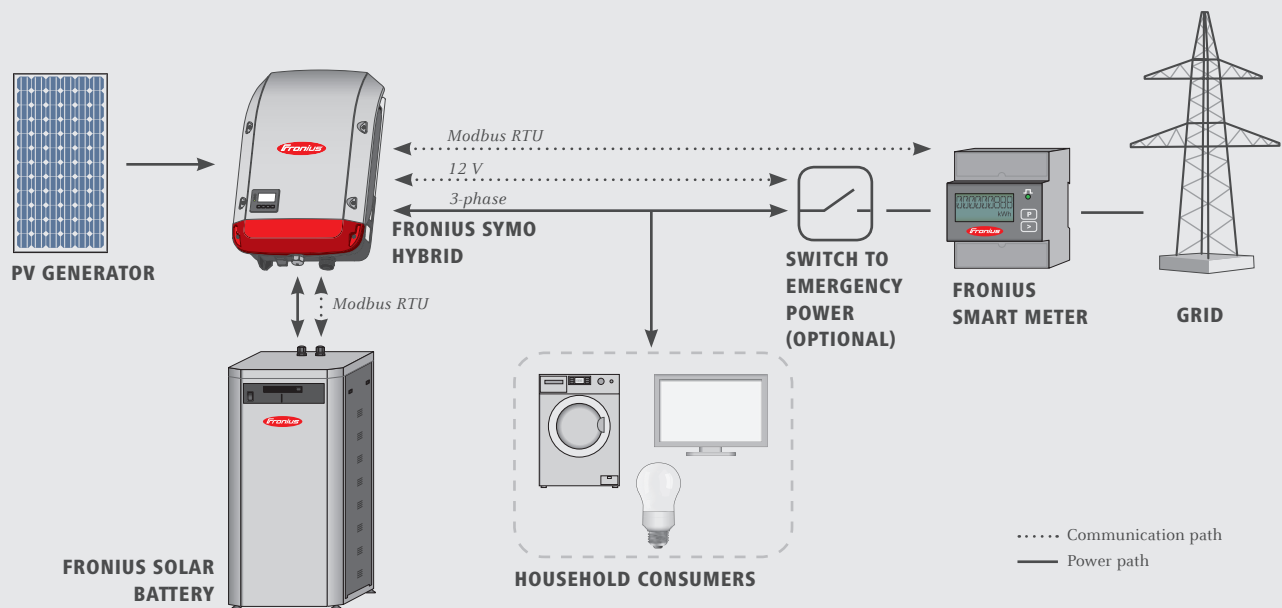 Fronius
Modbus RTU
12 V
3-phase
FRONIUS SYMO
HYBRID
PV GENERATOR
Modbus RTU
SWITCH TO
EMERGENCY
POWER
(OPTIONAL)
kWh
P
>
Fronius
FRONIUS
SMART METER
GRID
Fronius
FRONIUS SOLAR
BATTERY
HOUSEHOLD CONSUMERS
Communication path
Power path